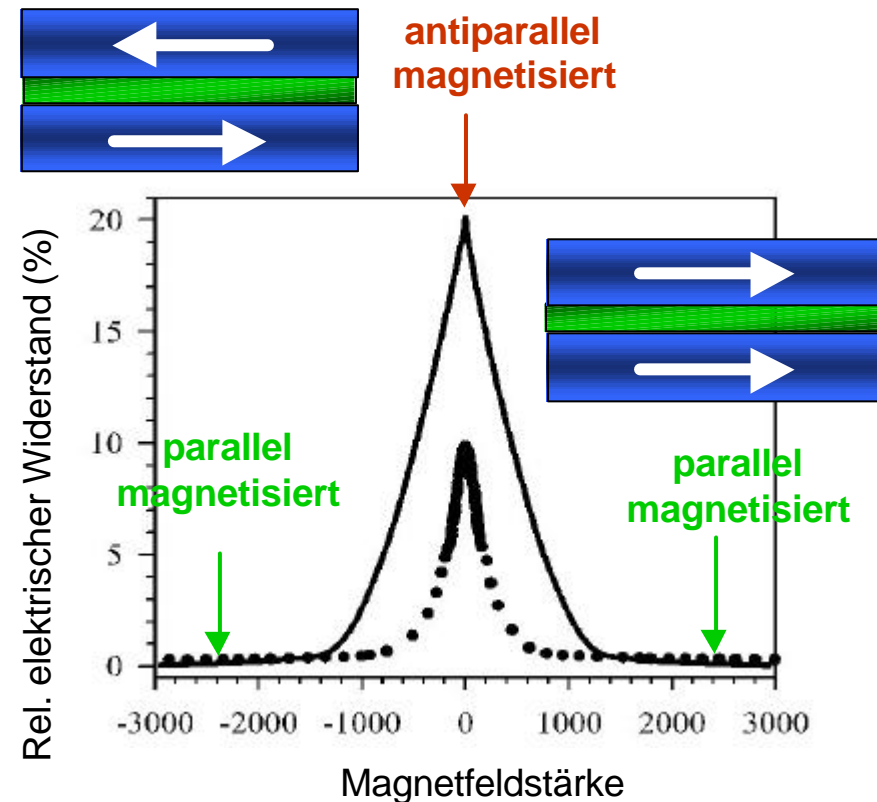 antiparallel
magnetisiert
Rel. elektrischer Widerstand (%)
20
15
10
5
0
parallel
magnetisiert
parallel
magnetisiert
-3000 -2000 -1000 0 1000 2000 3000
Magnetfeldstärke